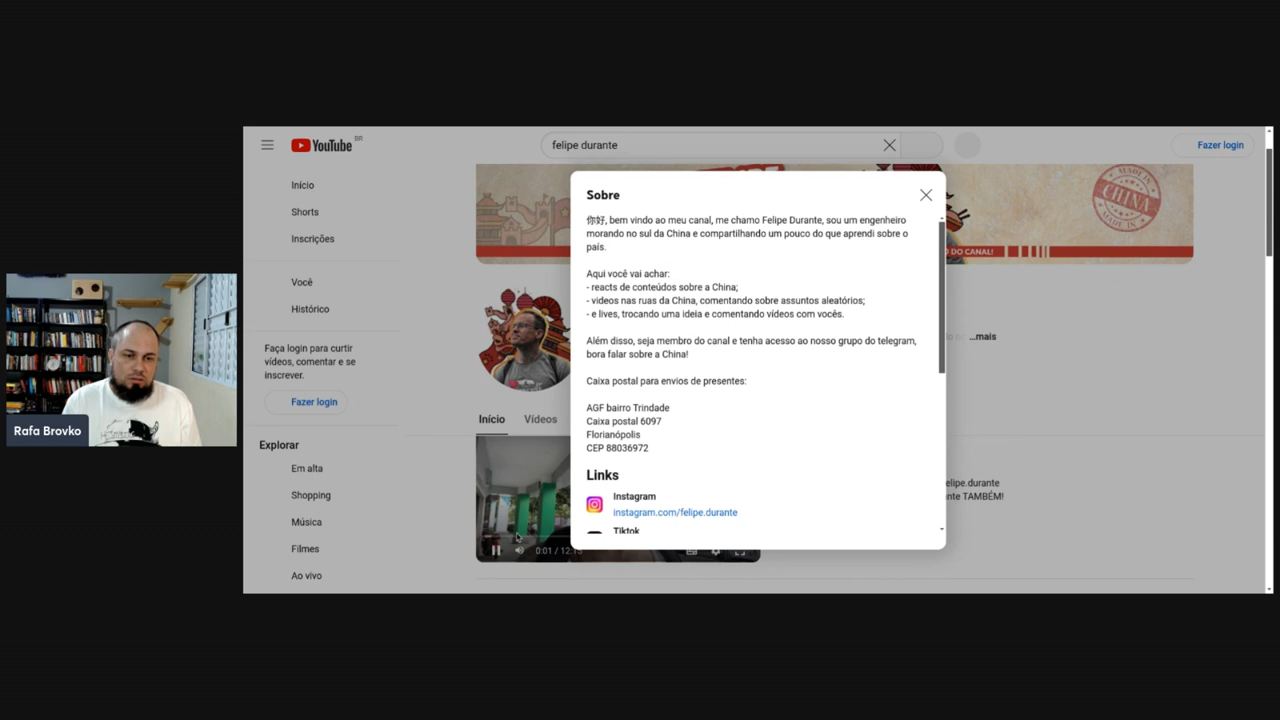 YouTube BR
felipe durante
Fazer login
Início
Shorts
Inscrições
Você
Histórico
Faça login para curtir
vídeos, comentar e se
inscrever.
Fazer login
Explorar
Em alta
Shopping
Música
Filmes
Ao vivo
Rafa Brovko
MADE IN
CHINA
MADE IN
DO CANAL!
...mais
Início
Vídeos
0:01 / 12:15
elipe.durante
nte TAMBÉM!
Sobre
你好, bem vindo ao meu canal, me chamo Felipe Durante, sou um engenheiro
morando no sul da China e compartilhando um pouco do que aprendi sobre o
país.
Aqui você vai achar:
- reacts de conteúdos sobre a China;
- videos nas ruas da China, comentando sobre assuntos aleatórios;
- e lives, trocando uma ideia e comentando vídeos com vocês.
Além disso, seja membro do canal e tenha acesso ao nosso grupo do telegram,
bora falar sobre a China!
Caixa postal para envios de presentes:
AGF bairro Trindade
Caixa postal 6097
Florianópolis
CEP 88036972
Links
Instagram
instagram.com/felipe.durante
Tiktok